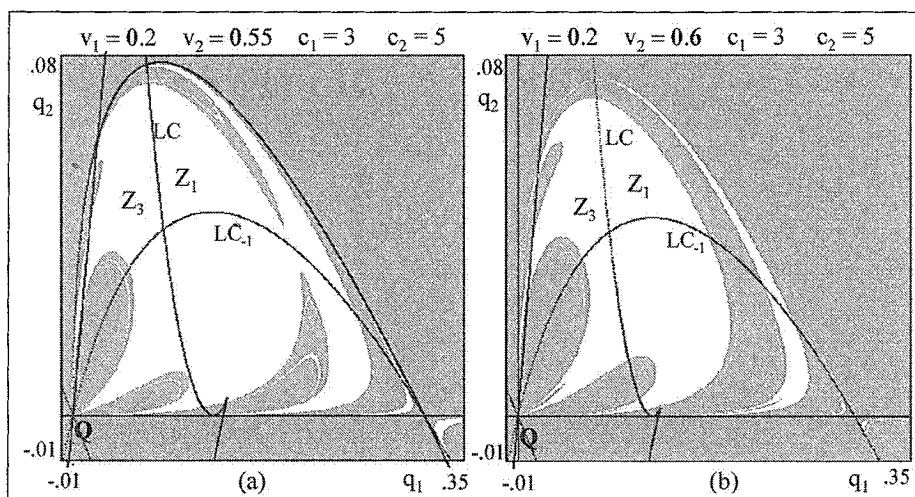 v1 = 0.2 v2 = 0.55 c1 = 3 c2 = 5
.08
q2
LC
Z1
Z3
LC-1
Q
-.01
-.01 (a) q1 .35
v1 = 0.2 v2 = 0.6 c1 = 3 c2 = 5
.08
q2
LC
Z1
Z3
LC-1
Q
-.01
-.01 (b) q1 .35